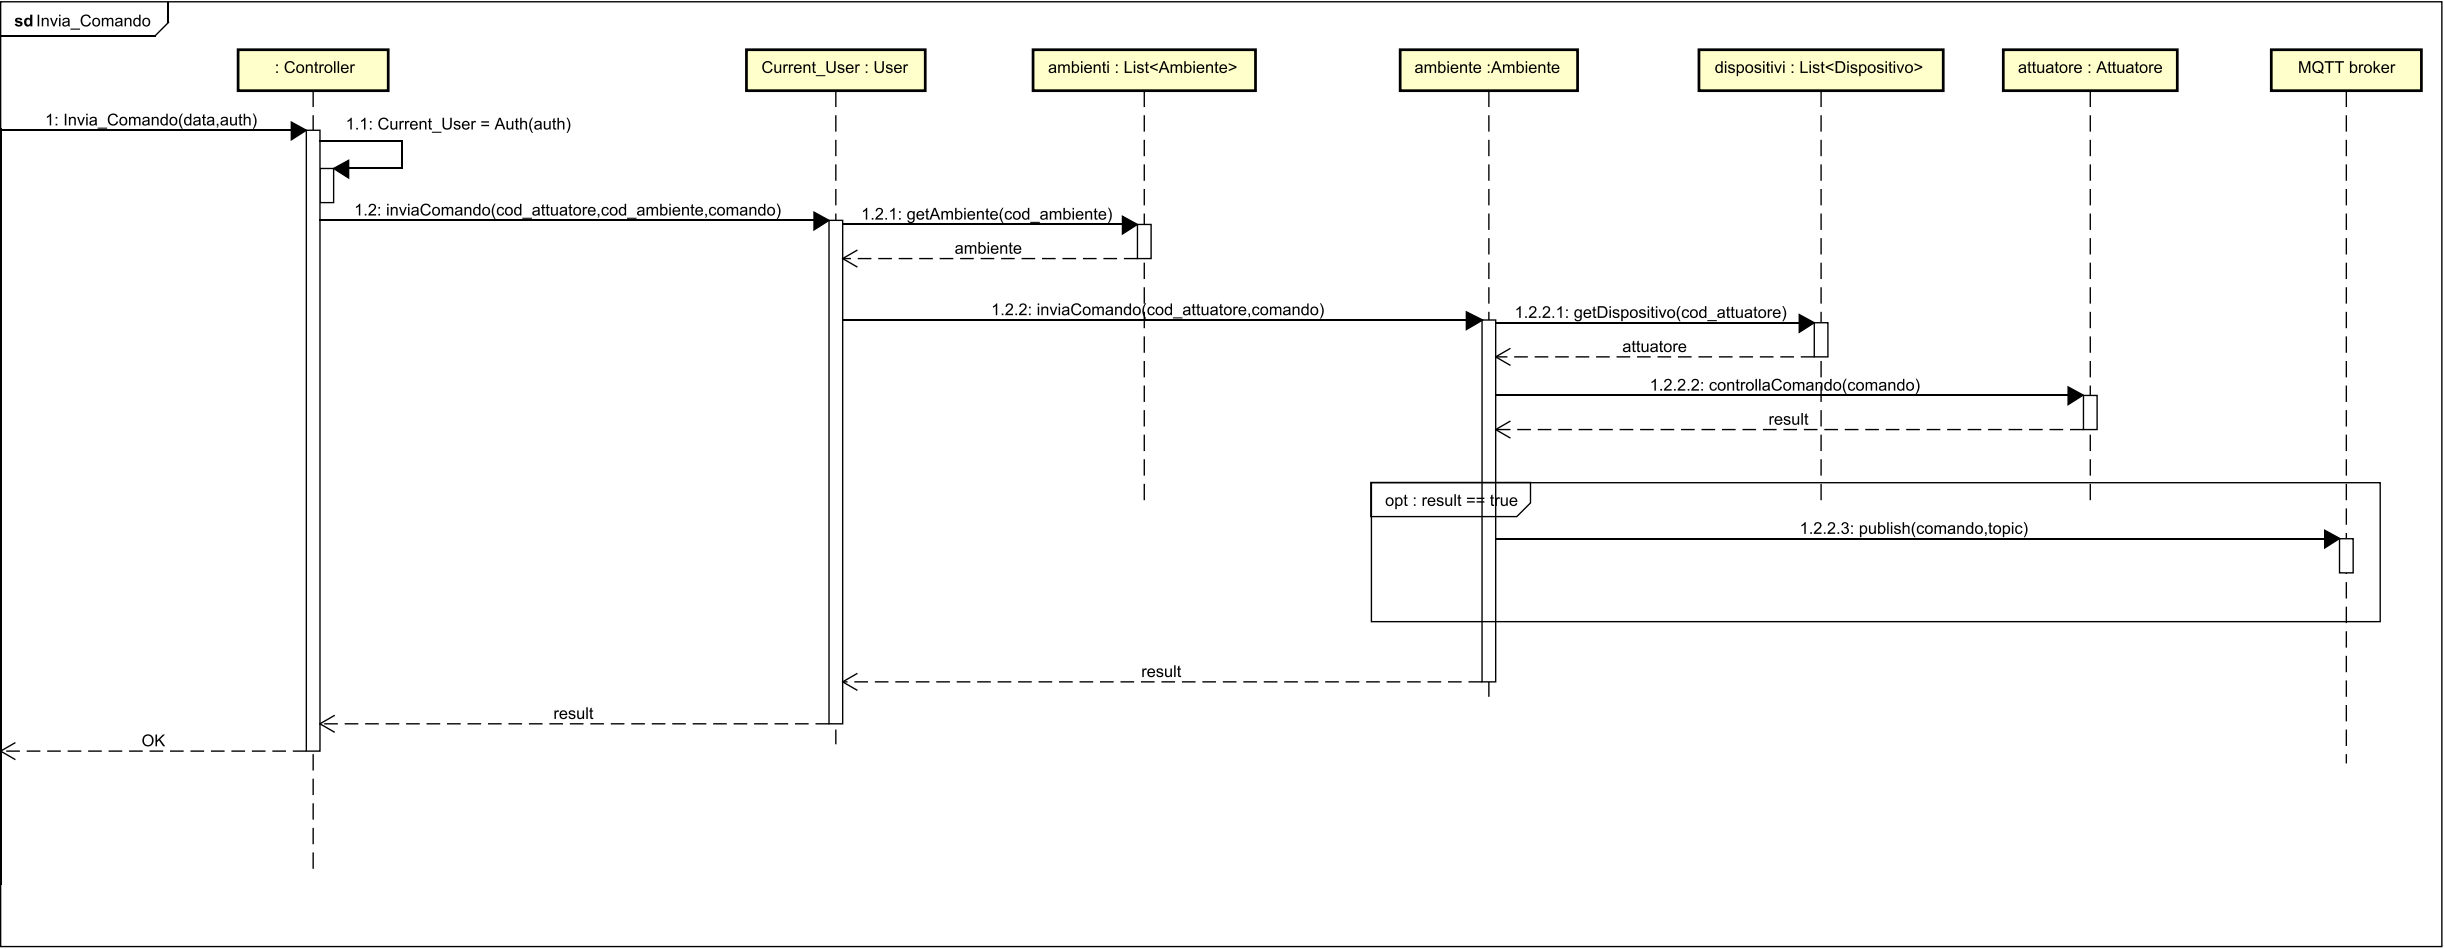 sd Invia_Comando
: Controller
Current_User : User
ambienti : List<Ambiente>
ambiente :Ambiente
dispositivi : List<Dispositivo>
attuatore : Attuatore
MQTT broker
1: Invia_Comando(data,auth)
1.1: Current_User = Auth(auth)
1.2: inviaComando(cod_attuatore,cod_ambiente,comando)
1.2.1: getAmbiente(cod_ambiente)
ambiente
1.2.2: inviaComando(cod_attuatore,comando)
1.2.2.1: getDispositivo(cod_attuatore)
attuatore
1.2.2.2: controllaComando(comando)
result
opt : result == true
1.2.2.3: publish(comando,topic)
result
result
OK